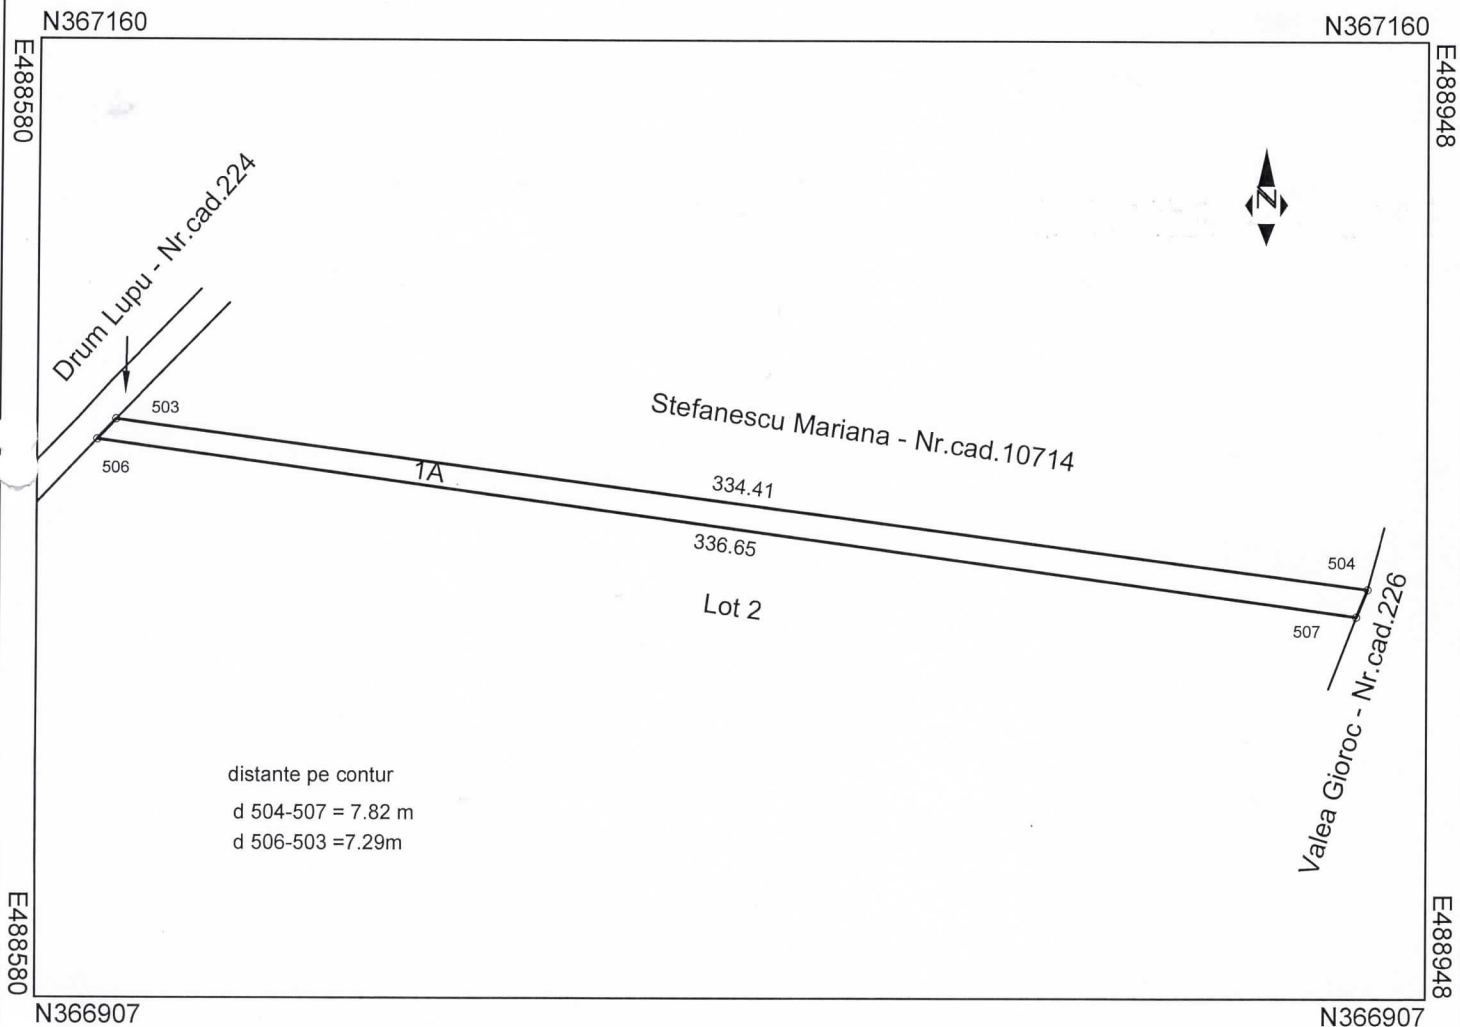 N367160
N367160
E488580
E488948
Drum Lupu - Nr.cad.224
N
503
Stefanescu Mariana - Nr.cad.10714
506
1A
334.41
336.65
504
Lot 2
507
Valea Gioroc - Nr.cad.226
distante pe contur
d 504-507 = 7.82 m
d 506-503 =7.29m
E488580
E488948
N366907
N366907